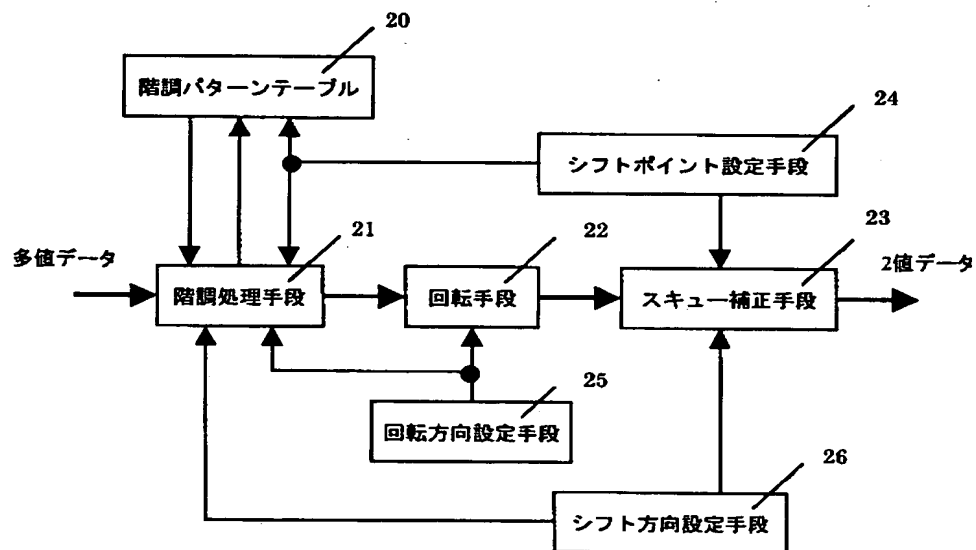 20
階調パターンテーブル
24
シフトポイント設定手段
多値データ
21
階調処理手段
22
回転手段
23
スキュー補正手段
2値データ
25
回転方向設定手段
26
シフト方向設定手段